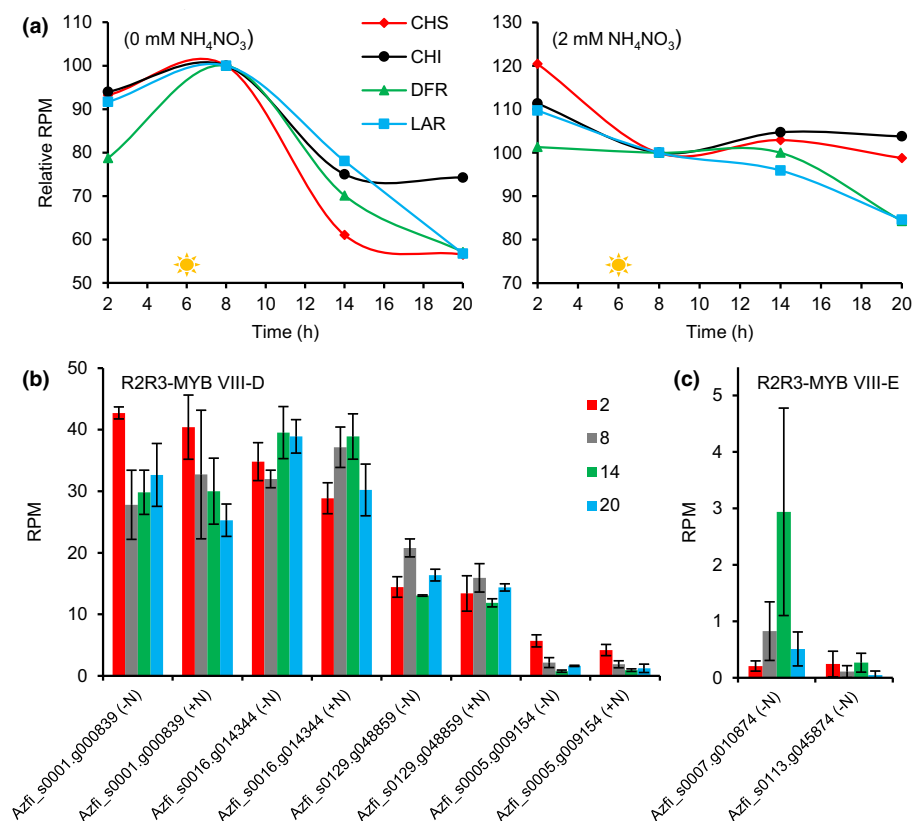 (a)
(0 mM NH₄NO₃)
CHS
CHI
DFR
LAR
Relative RPM
110
100
90
80
70
60
50
2 4 6 8 10 12 14 16 18 20
Time (h)
(2 mM NH₄NO₃)
130
120
110
100
90
80
70
2 4 6 8 10 12 14 16 18 20
Time (h)
(b)
R2R3-MYB VIII-D
RPM
50
40
30
20
10
0
2
8
14
20
Azfi_s0001.g000839 (-N)
Azfi_s0001.g000839 (+N)
Azfi_s0016.g014344 (-N)
Azfi_s0016.g014344 (+N)
Azfi_s0129.g048859 (-N)
Azfi_s0129.g048859 (+N)
Azfi_s0005.g009154 (-N)
Azfi_s0005.g009154 (+N)
(c)
R2R3-MYB VIII-E
RPM
5
4
3
2
1
0
Azfi_s0007.g010874 (-N)
Azfi_s0113.g045874 (-N)